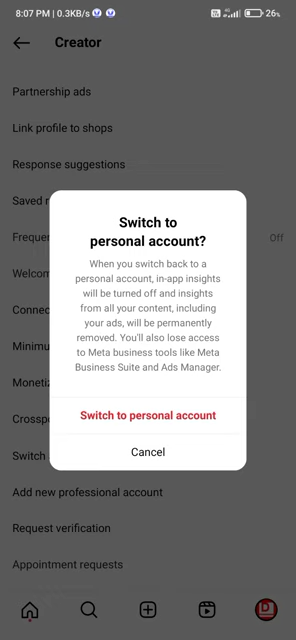 8:07 PM | 0.3KB/s
4G
26%
Creator
Partnership ads
Link profile to shops
Response suggestions
Saved r
Frequen
Off
Welcom
Connec
Minimu
Moneti
Crossp
Switch
Switch to
personal account?
When you switch back to a
personal account, in-app insights
will be turned off and insights
from all your content, including
your ads, will be permanently
removed. You'll also lose access
to Meta business tools like Meta
Business Suite and Ads Manager.
Switch to personal account
Cancel
Add new professional account
Request verification
Appointment requests